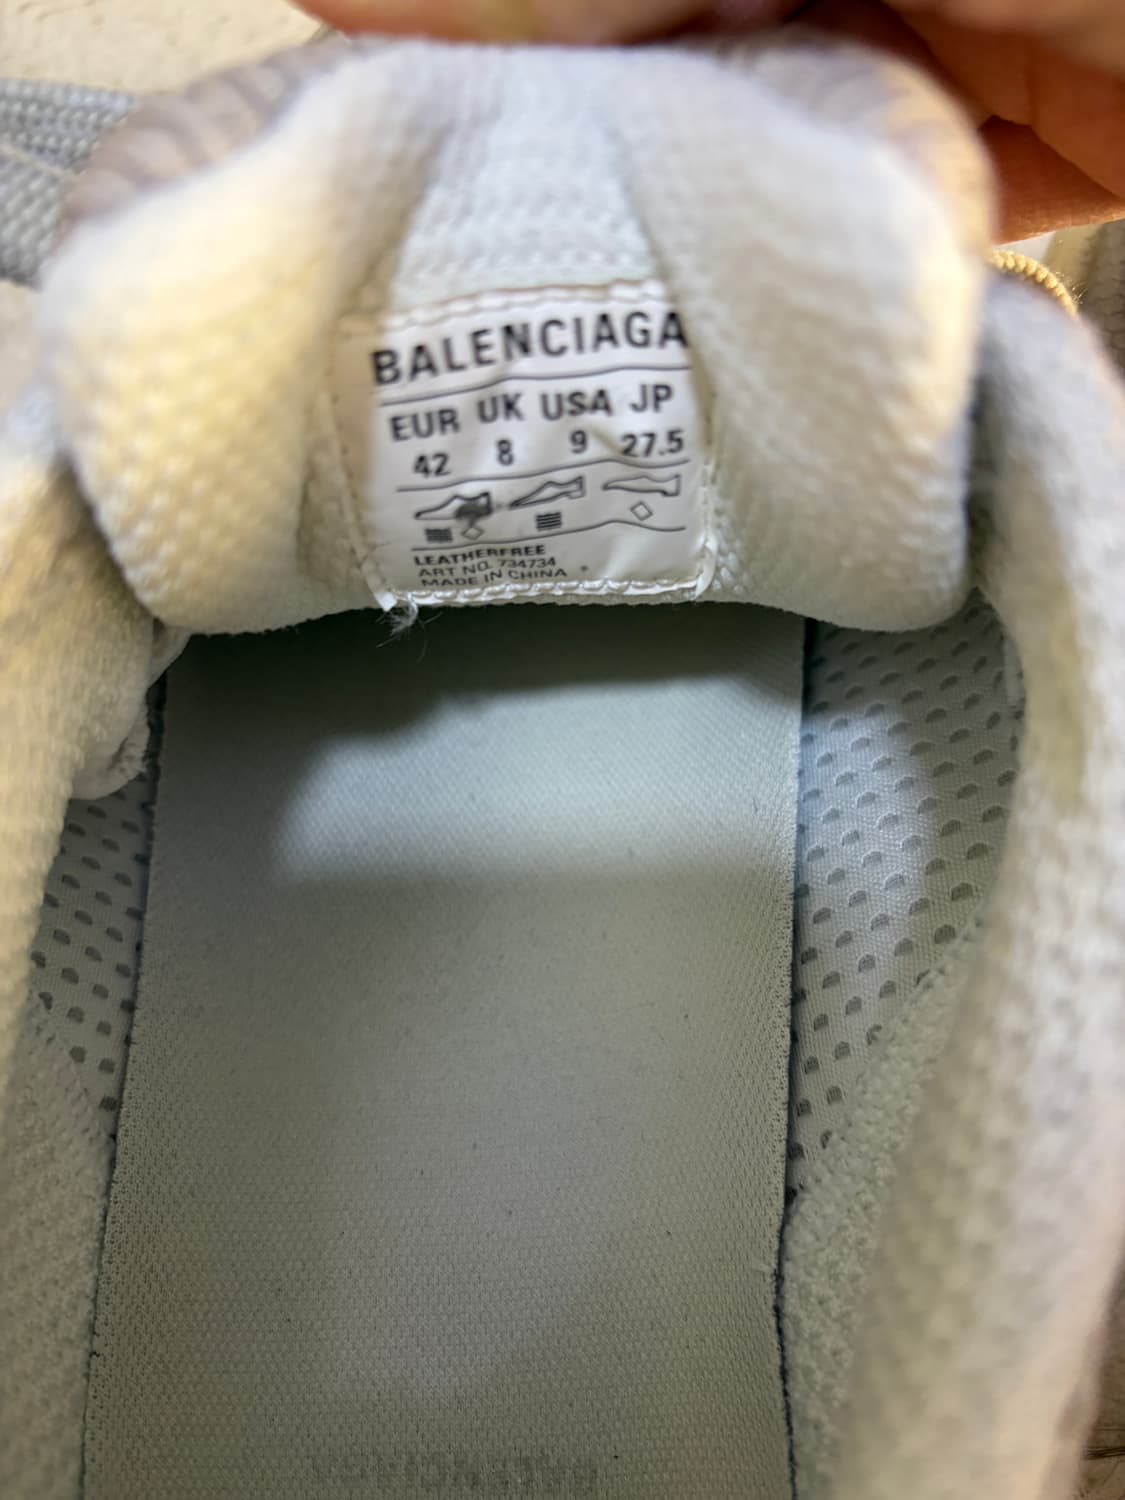 BALENCIAGA
EUR UK USA JP
42 8 9 27.5
LEATHERFREE
ART NO. 734734
MADE IN CHINA